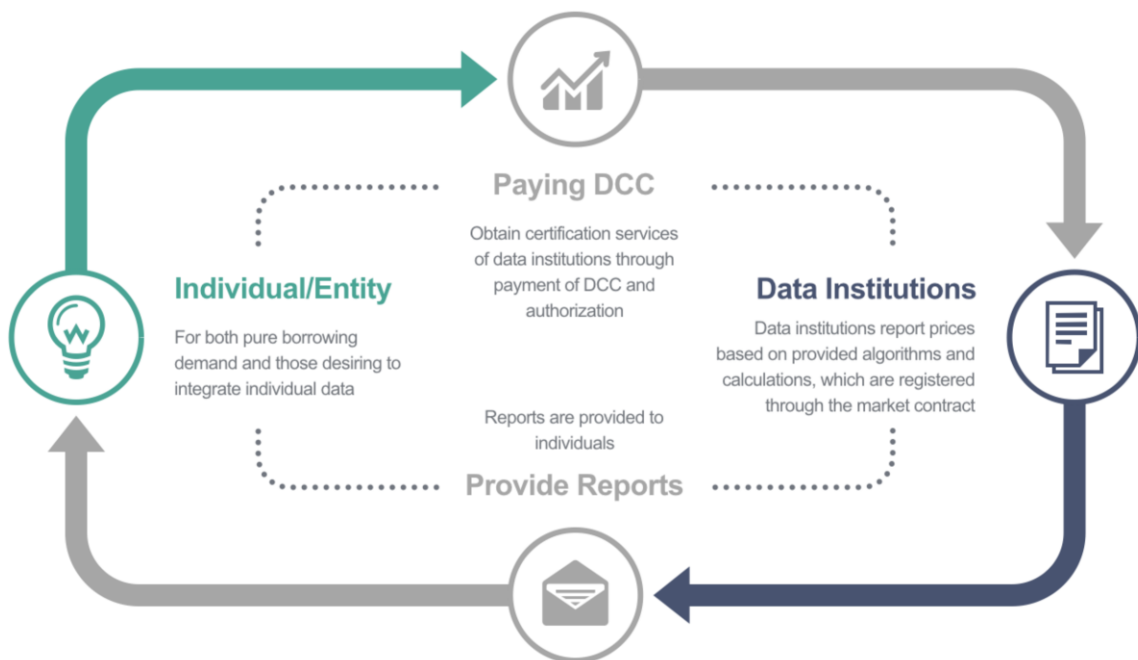 Paying DCC
Obtain certification services
of data institutions through
payment of DCC and
authorization
Individual/Entity
For both pure borrowing
demand and those desiring to
integrate individual data
Data Institutions
Data institutions report prices
based on provided algorithms and
calculations, which are registered
through the market contract
Reports are provided to
individuals
Provide Reports